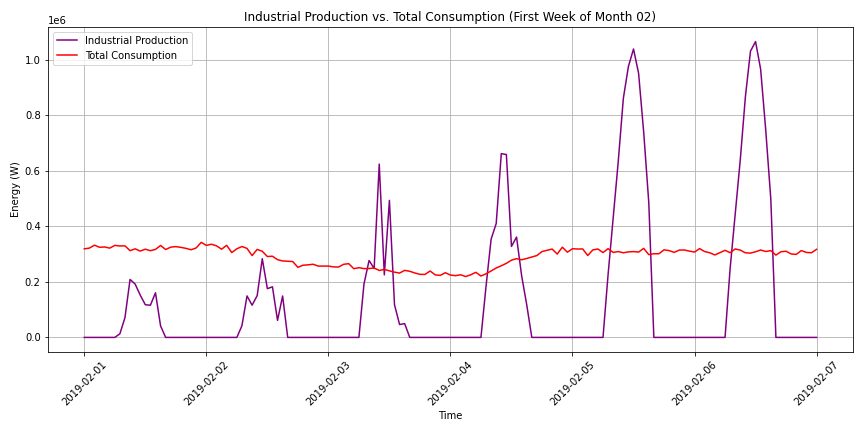 Industrial Production vs. Total Consumption (First Week of Month 02)
1e6
Industrial Production
Total Consumption
1.0
0.8
0.6
0.4
0.2
0.0
Energy (W)
2019-02-01
2019-02-02
2019-02-03
2019-02-04
2019-02-05
2019-02-06
2019-02-07
Time